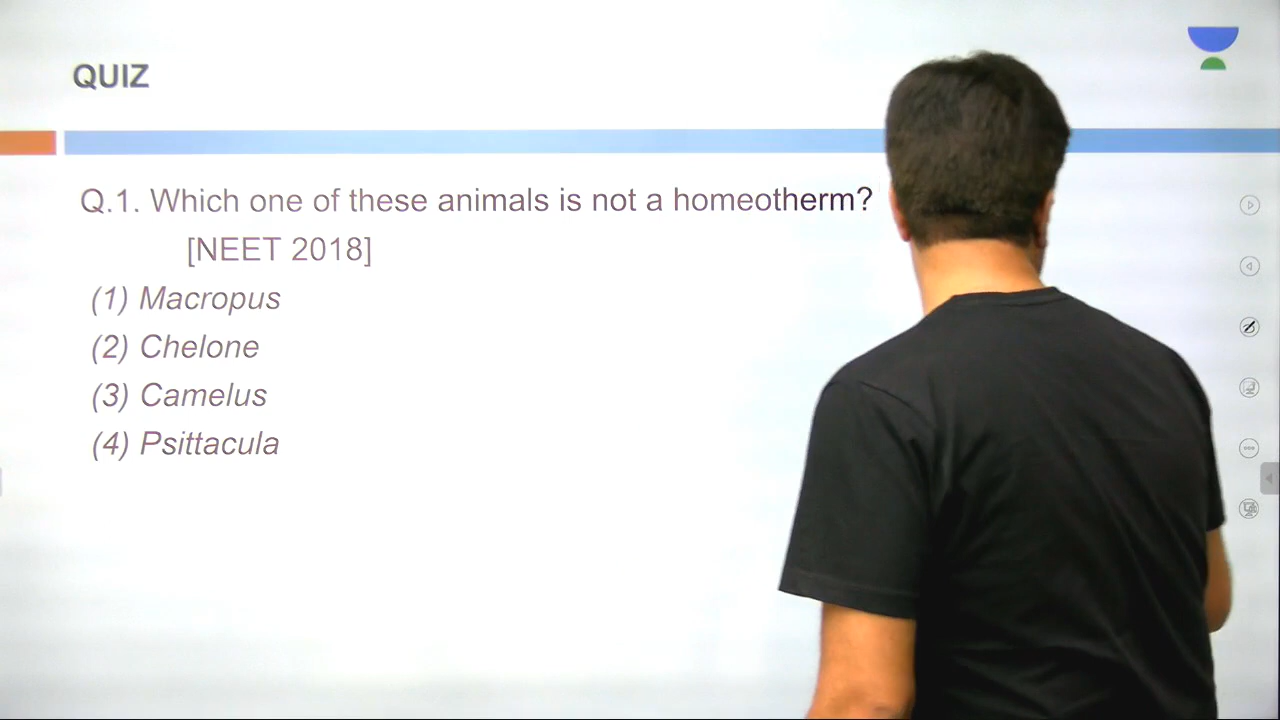 QUIZ
Q.1. Which one of these animals is not a homeotherm?
[NEET 2018]
(1) Macropus
(2) Chelone
(3) Camelus
(4) Psittacula